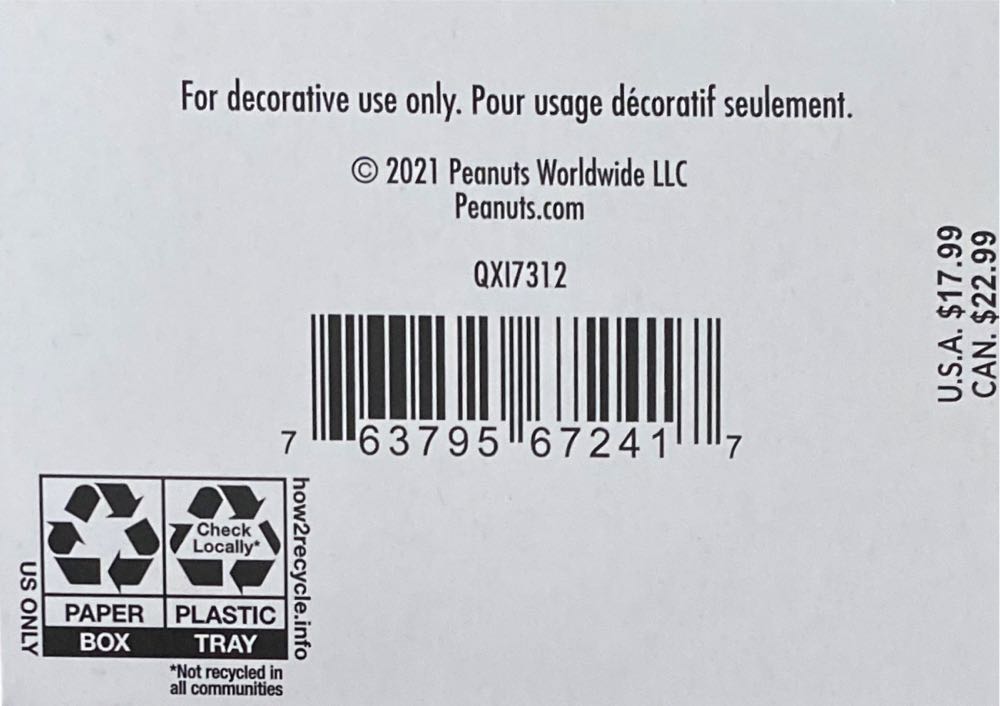 For decorative use only. Pour usage décoratif seulement.
© 2021 Peanuts Worldwide LLC
Peanuts.com
QXI7312
7 63795 67241 7
U.S.A. $17.99
CAN. $22.99
US ONLY
Check
Locally*
PAPER
BOX
PLASTIC
TRAY
how2recycle.info
*Not recycled in
all communities